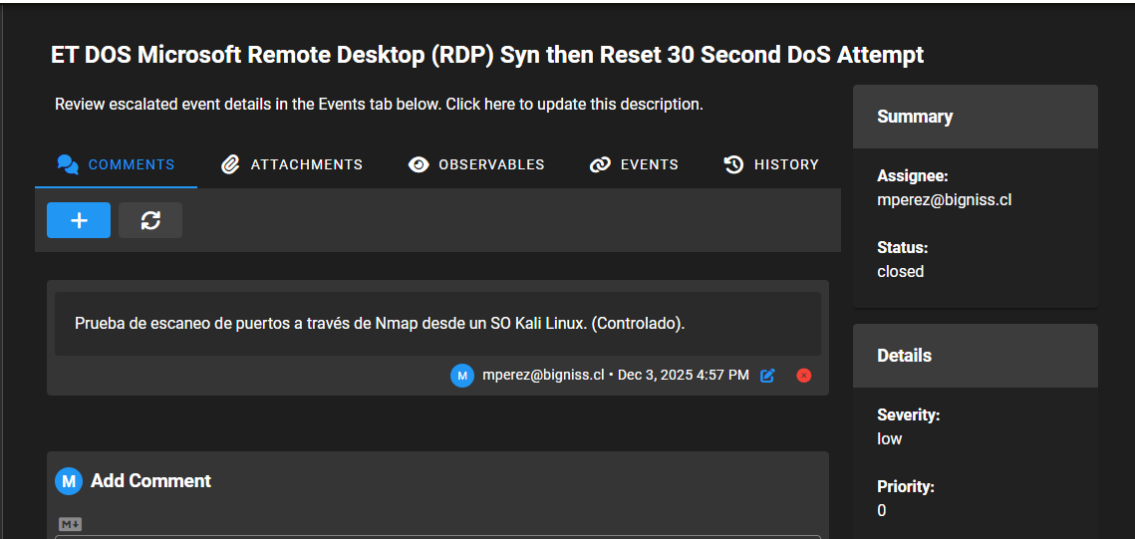 ET DOS Microsoft Remote Desktop (RDP) Syn then Reset 30 Second DoS Attempt
Review escalated event details in the Events tab below. Click here to update this description.
COMMENTS
ATTACHMENTS
OBSERVABLES
EVENTS
HISTORY
+
Prueba de escaneo de puertos a través de Nmap desde un SO Kali Linux. (Controlado).
M mperez@bigniss.cl • Dec 3, 2025 4:57 PM
M Add Comment
M
Summary
Assignee:
mperez@bigniss.cl
Status:
closed
Details
Severity:
low
Priority:
0